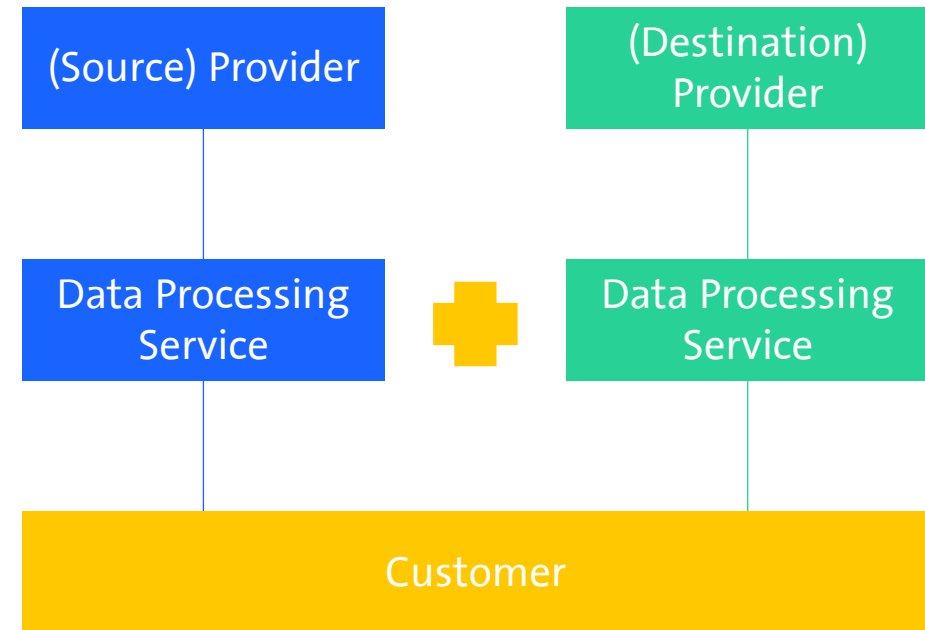 (Source) Provider
(Destination)
Provider
Data Processing
Service
Data Processing
Service
Customer